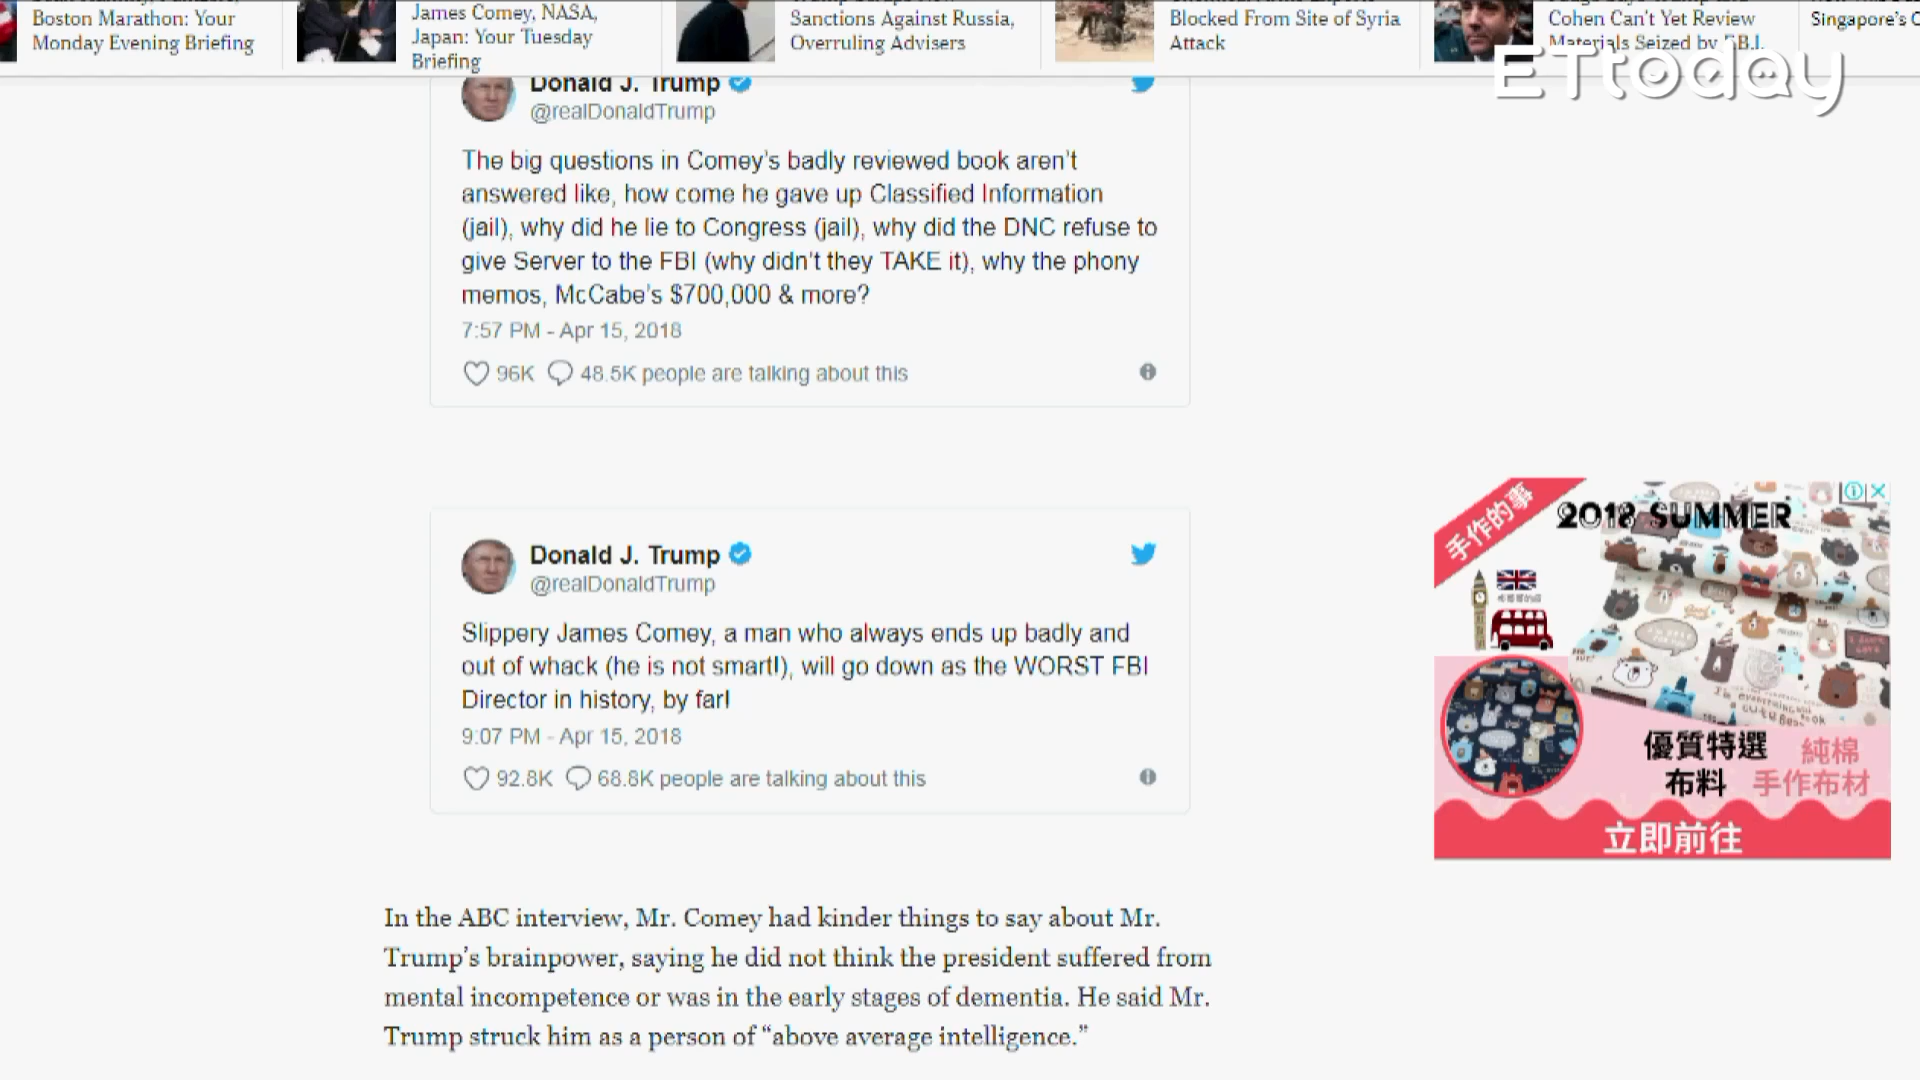 Boston Marathon: Your
Monday Evening Briefing
James Comey, NASA,
Japan: Your Tuesday
Briefing
Sanctions Against Russia,
Overruling Advisers
Blocked From Site of Syria
Attack
Cohen Can't Yet Review
Materials Seized by F.B.I.
Singapore's
ETtoday
Donald J. Trump
@realDonaldTrump
The big questions in Comey's badly reviewed book aren't
answered like, how come he gave up Classified Information
(jail), why did he lie to Congress (jail), why did the DNC refuse to
give Server to the FBI (why didn't they TAKE it), why the phony
memos, McCabe's $700,000 & more?
7:57 PM - Apr 15, 2018
96K 48.5K people are talking about this
Donald J. Trump
@realDonaldTrump
Slippery James Comey, a man who always ends up badly and
out of whack (he is not smart!), will go down as the WORST FBI
Director in history, by far!
9:07 PM - Apr 15, 2018
92.8K 68.8K people are talking about this
手作的事
2018 SUMMER
優質特選
布料
純棉
手作布材
立即前往
In the ABC interview, Mr. Comey had kinder things to say about Mr.
Trump's brainpower, saying he did not think the president suffered from
mental incompetence or was in the early stages of dementia. He said Mr.
Trump struck him as a person of “above average intelligence.”